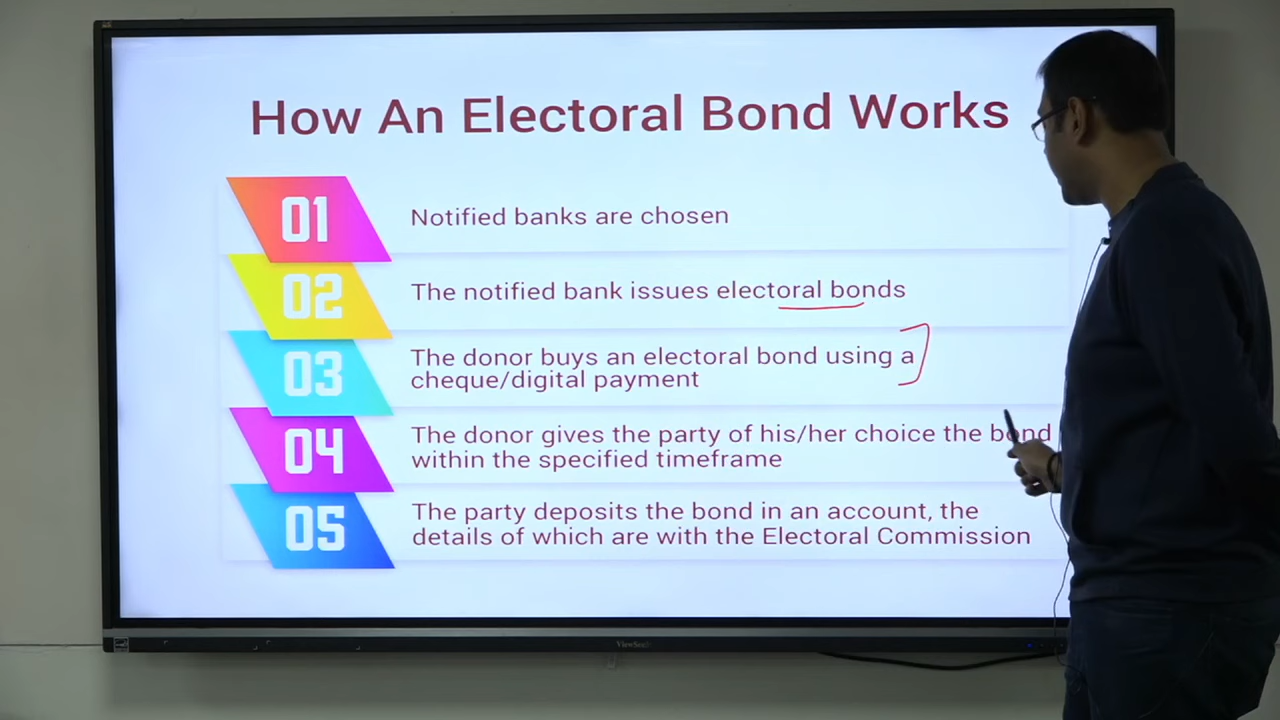 How An Electoral Bond Works
01
Notified banks are chosen
02
The notified bank issues electoral bonds
03
The donor buys an electoral bond using a
cheque/digital payment
04
The donor gives the party of his/her choice the bond
within the specified timeframe
05
The party deposits the bond in an account, the
details of which are with the Electoral Commission
ViewSonic